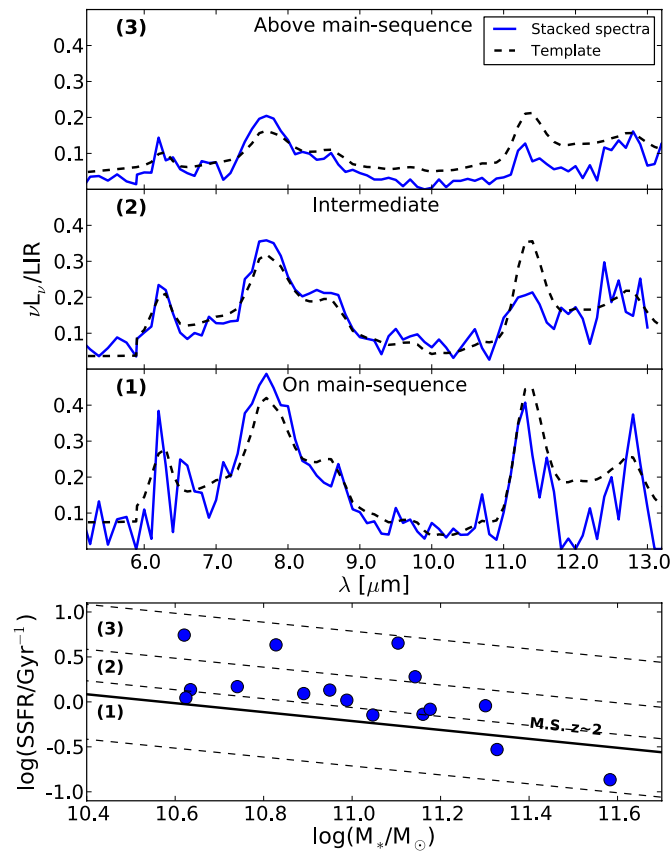 (3) Above main-sequence
Stacked spectra
Template
0.4
0.3
0.2
0.1
(2) Intermediate
0.4
0.3
0.2
0.1
νLν/LIR
(1) On main-sequence
0.4
0.3
0.2
0.1
6.0 7.0 8.0 9.0 10.0 11.0 12.0 13.0
λ [μm]
1.0
0.5
0.0
-0.5
-1.0
log(SSFR/Gyr⁻¹)
(3)
(2)
(1)
M.S. z~2
10.4 10.6 10.8 11.0 11.2 11.4 11.6
log(M*/M⊙)